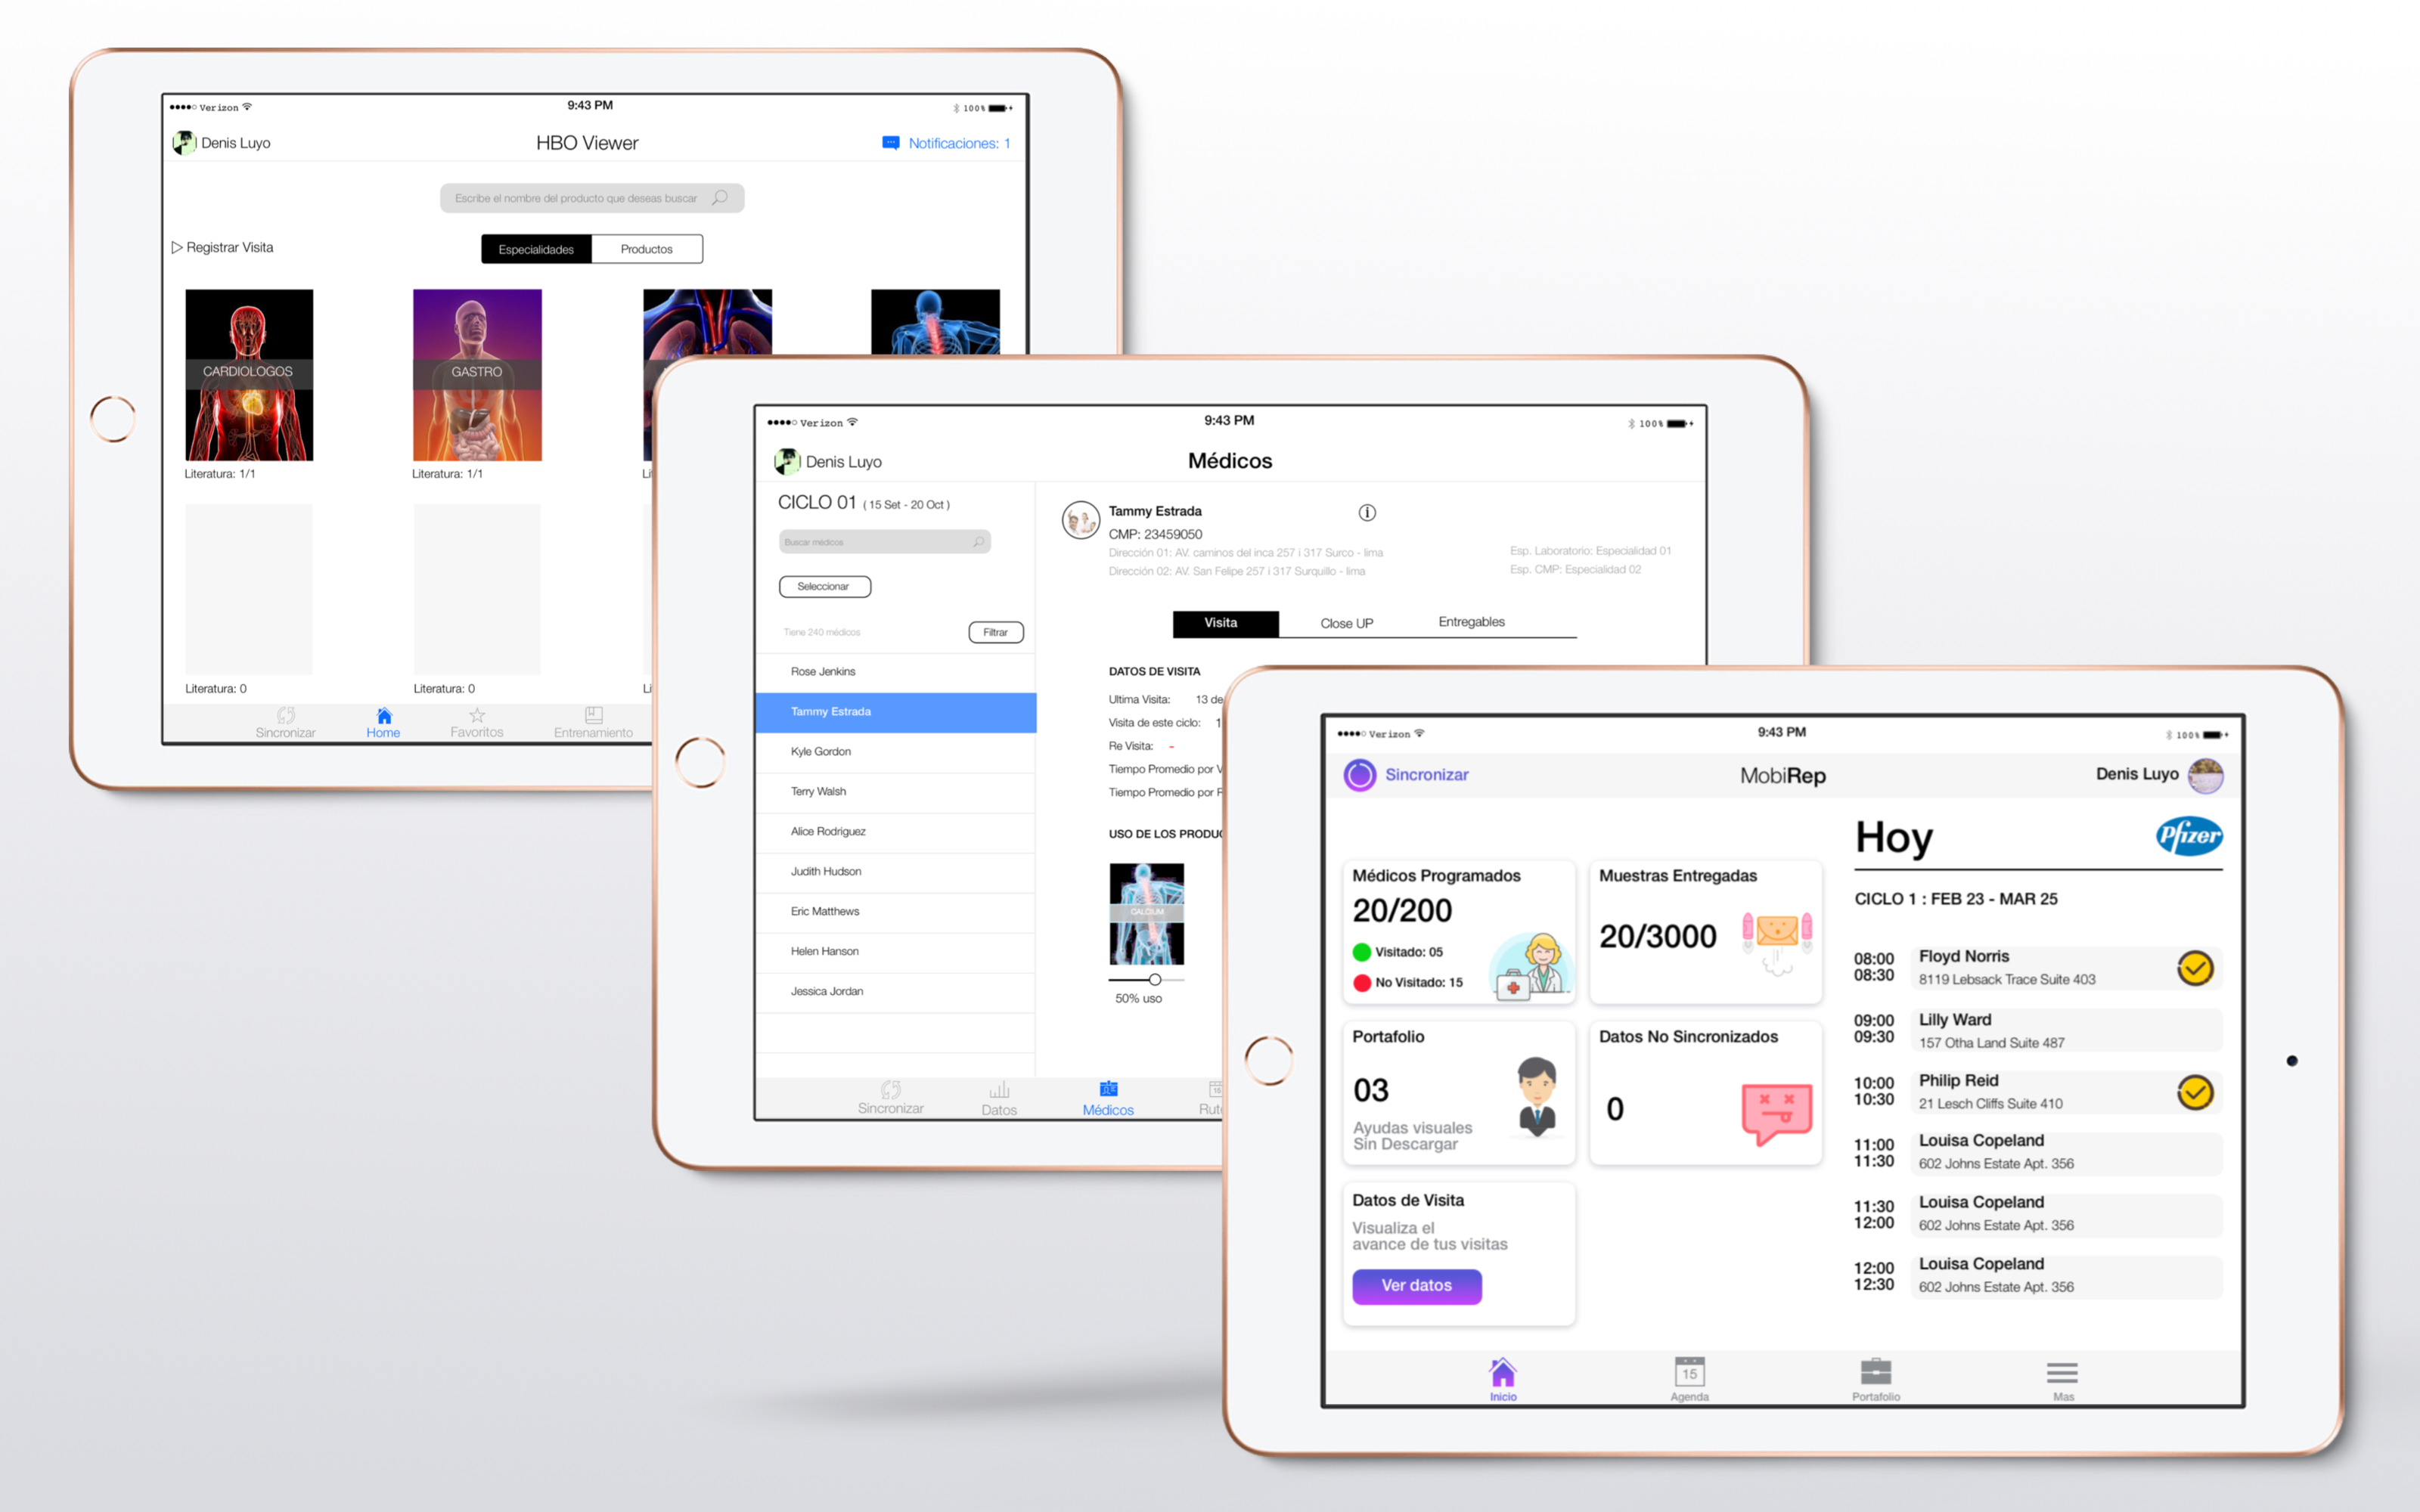 Verizon
9:43 PM
100%
Denis Luyo
HBO Viewer
Notificaciones: 1
Escribe el nombre del producto que deseas buscar
Registrar Visita
Especialidades
Productos
CARDIOLOGOS
GASTRO
Literatura: 1/1
Literatura: 1/1
Li
Literatura: 0
Literatura: 0
Li
Sincronizar
Home
Favoritos
Entrenamiento
Verizon
9:43 PM
100%
Denis Luyo
Médicos
CICLO 01 ( 15 Set - 20 Oct )
Buscar médicos
Seleccionar
Tiene 240 médicos
Filtrar
Rose Jenkins
Tammy Estrada
Kyle Gordon
Terry Walsh
Alice Rodriguez
Judith Hudson
Eric Matthews
Helen Hanson
Jessica Jordan
Tammy Estrada
CMP: 23459050
Dirección 01: AV. caminos del inca 257 i 317 Surco - lima
Dirección 02: AV. San Felipe 257 i 317 Surquillo - lima
Esp. Laboratorio: Especialidad 01
Esp. CMP: Especialidad 02
Visita
Close UP
Entregables
DATOS DE VISITA
Ultima Visita: 13 de
Visita de este ciclo: 1
Re Visita: -
Tiempo Promedio por V
Tiempo Promedio por P
USO DE LOS PRODUC
CALCIUM
50% uso
Sincronizar
Datos
Médicos
Rut
Verizon
9:43 PM
100%
Sincronizar
MobiRep
Denis Luyo
Médicos Programados
20/200
Visitado: 05
No Visitado: 15
Muestras Entregadas
20/3000
Portafolio
03
Ayudas visuales
Sin Descargar
Datos No Sincronizados
0
Datos de Visita
Visualiza el
avance de tus visitas
Ver datos
Hoy
Pfizer
CICLO 1 : FEB 23 - MAR 25
08:00
08:30
Floyd Norris
8119 Lebsack Trace Suite 403
09:00
09:30
Lilly Ward
157 Otha Land Suite 487
10:00
10:30
Philip Reid
21 Lesch Cliffs Suite 410
11:00
11:30
Louisa Copeland
602 Johns Estate Apt. 356
11:30
12:00
Louisa Copeland
602 Johns Estate Apt. 356
12:00
12:30
Louisa Copeland
602 Johns Estate Apt. 356
Inicio
15
Agenda
Portafolio
Mas